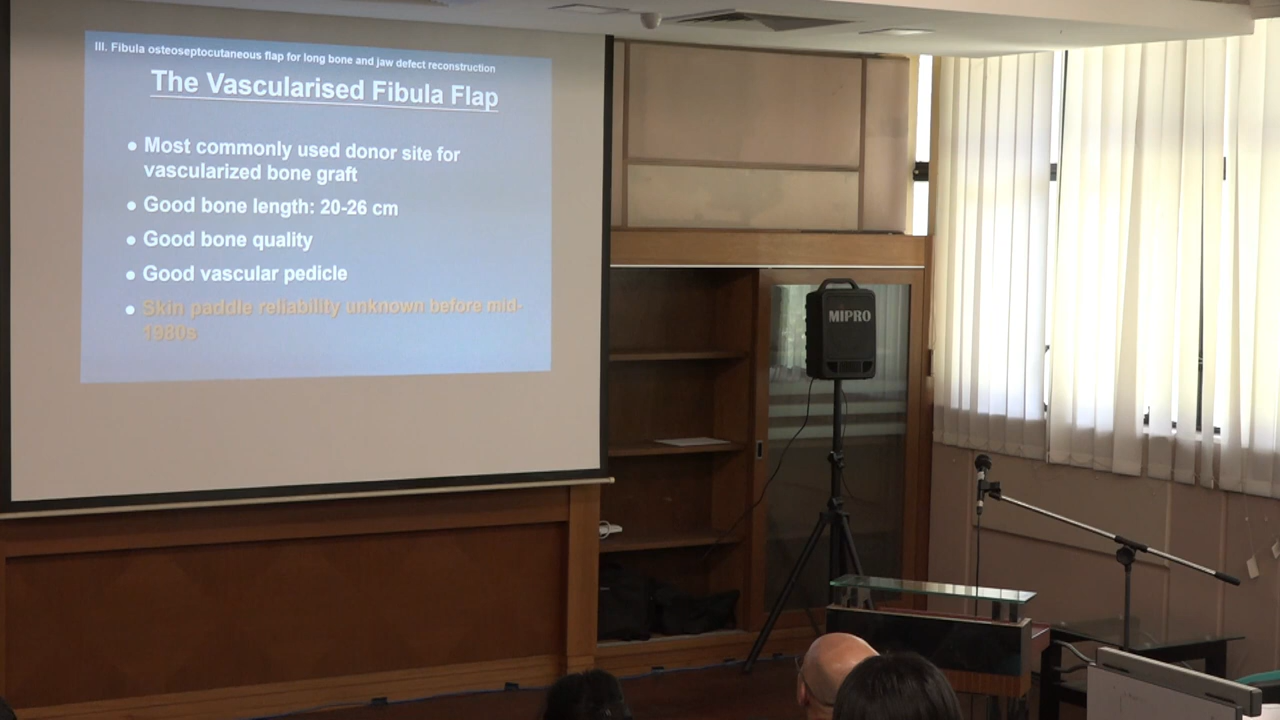 III. Fibula osteoseptocutaneous flap for long bone and jaw defect reconstruction
The Vascularised Fibula Flap
• Most commonly used donor site for
vascularized bone graft
• Good bone length: 20-26 cm
• Good bone quality
• Good vascular pedicle
• Skin paddle reliability unknown before mid-
1980s
MIPRO